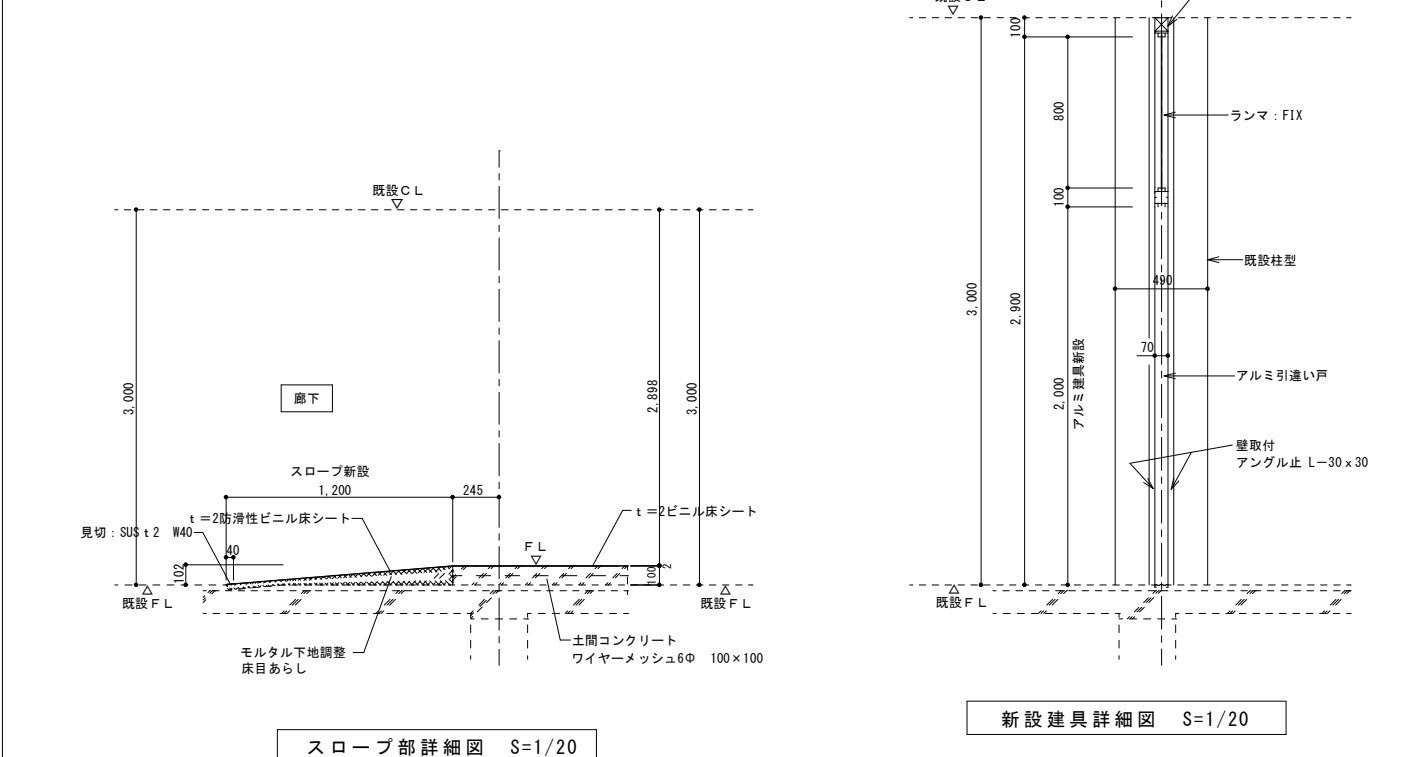 既設CL
3,000
廊下
2,898
3,000
スロープ新設
1,200
245
t=2防滑性ビニル床シート
t=2ビニル床シート
見切:SUS t2 W40
40
102
FL
100
2
既設FL
既設FL
モルタル下地調整
床目あらし
土間コンクリート
ワイヤーメッシュ6Φ 100×100
スロープ部詳細図 S=1/20
100
800
ランマ:FIX
100
既設柱型
490
3,000
2,900
70
2,000
アルミ建具新設
アルミ引違い戸
壁取付
アングル止 L-30x30
既設FL
新設建具詳細図 S=1/20